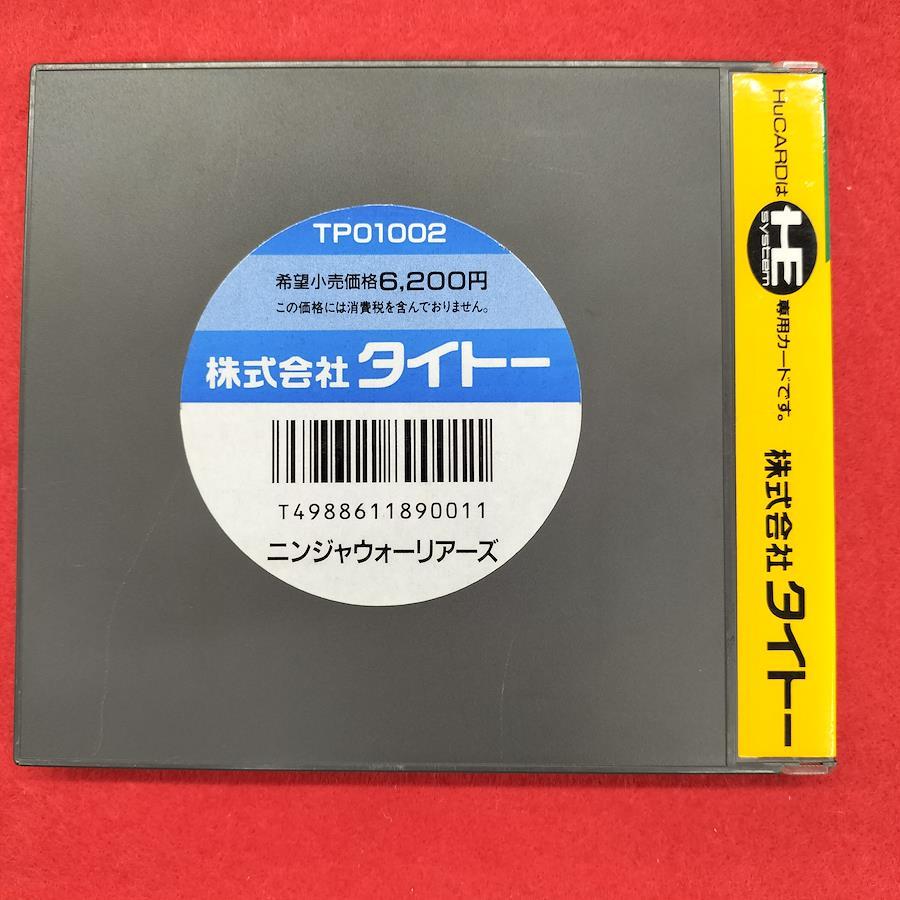 TP01002
希望小売価格6,200円
この価格には消費税を含んでおりません。
株式会社 タイトー
T4988611890011
ニンジャウォーリアーズ
HuCARDは HE system 専用カードです。 株式会社 タイトー